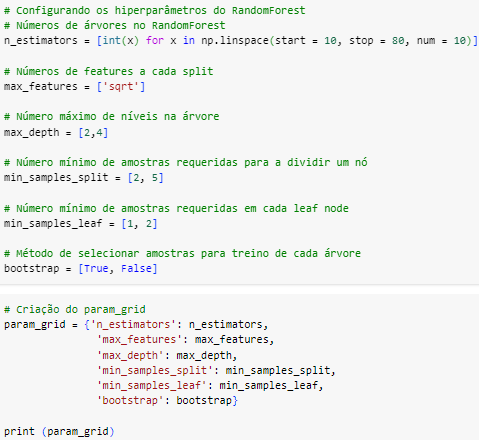 # Configurando os hiperparâmetros do RandomForest
# Números de árvores no RandomForest
n_estimators = [int(x) for x in np.linspace(start = 10, stop = 80, num = 10)]
# Números de features a cada split
max_features = ['sqrt']
# Número máximo de níveis na árvore
max_depth = [2,4]
# Número mínimo de amostras requeridas para a dividir um nó
min_samples_split = [2, 5]
# Número mínimo de amostras requeridas em cada leaf node
min_samples_leaf = [1, 2]
# Método de selecionar amostras para treino de cada árvore
bootstrap = [True, False]
# Criação do param_grid
param_grid = {'n_estimators': n_estimators,
'max_features': max_features,
'max_depth': max_depth,
'min_samples_split': min_samples_split,
'min_samples_leaf': min_samples_leaf,
'bootstrap': bootstrap}
print (param_grid)